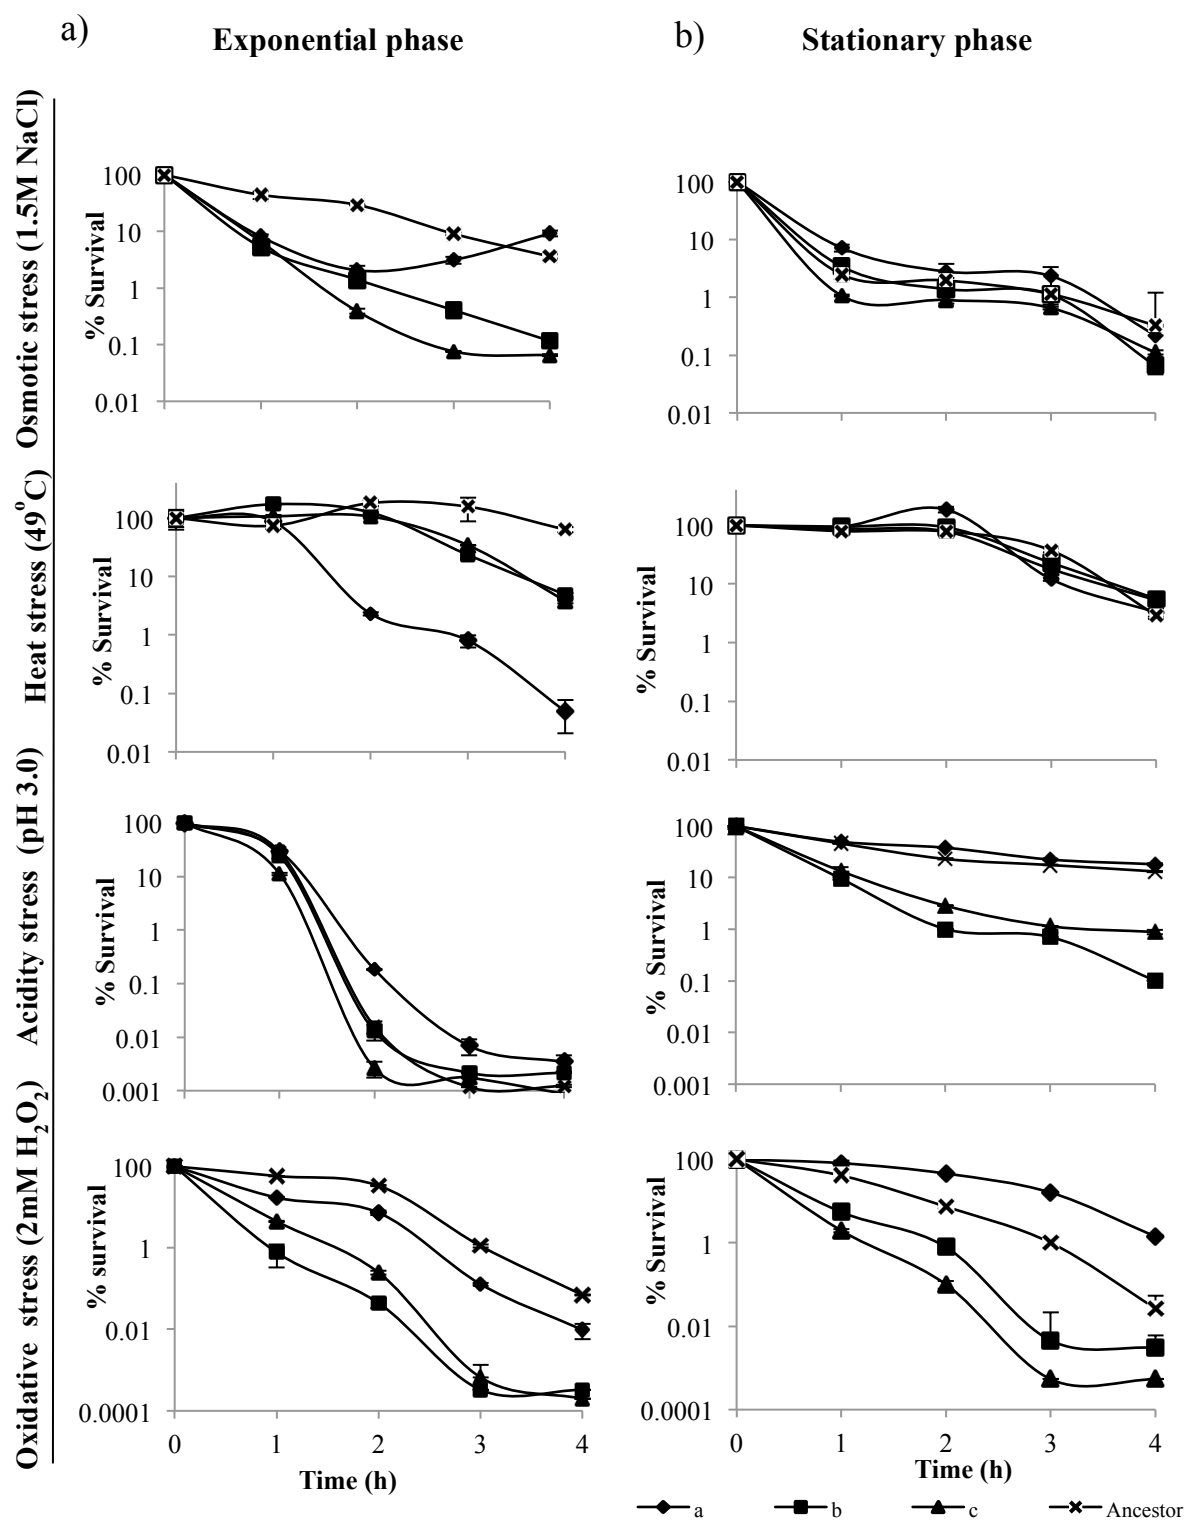 a)
Exponential phase
b)
Stationary phase
Osmotic stress (1.5M NaCl)
% Survival
100
10
1
0.1
0.01
% Survival
100
10
1
0.1
0.01
Heat stress (49°C)
% Survival
100
10
1
0.1
0.01
% Survival
100
10
1
0.1
0.01
Acidity stress (pH 3.0)
% Survival
100
10
1
0.1
0.01
0.001
% Survival
100
10
1
0.1
0.01
0.001
Oxidative stress (2mM H₂O₂)
% survival
100
1
0.01
0.0001
0 1 2 3 4
Time (h)
% Survival
100
1
0.01
0.0001
0 1 2 3 4
Time (h)
a b c Ancestor